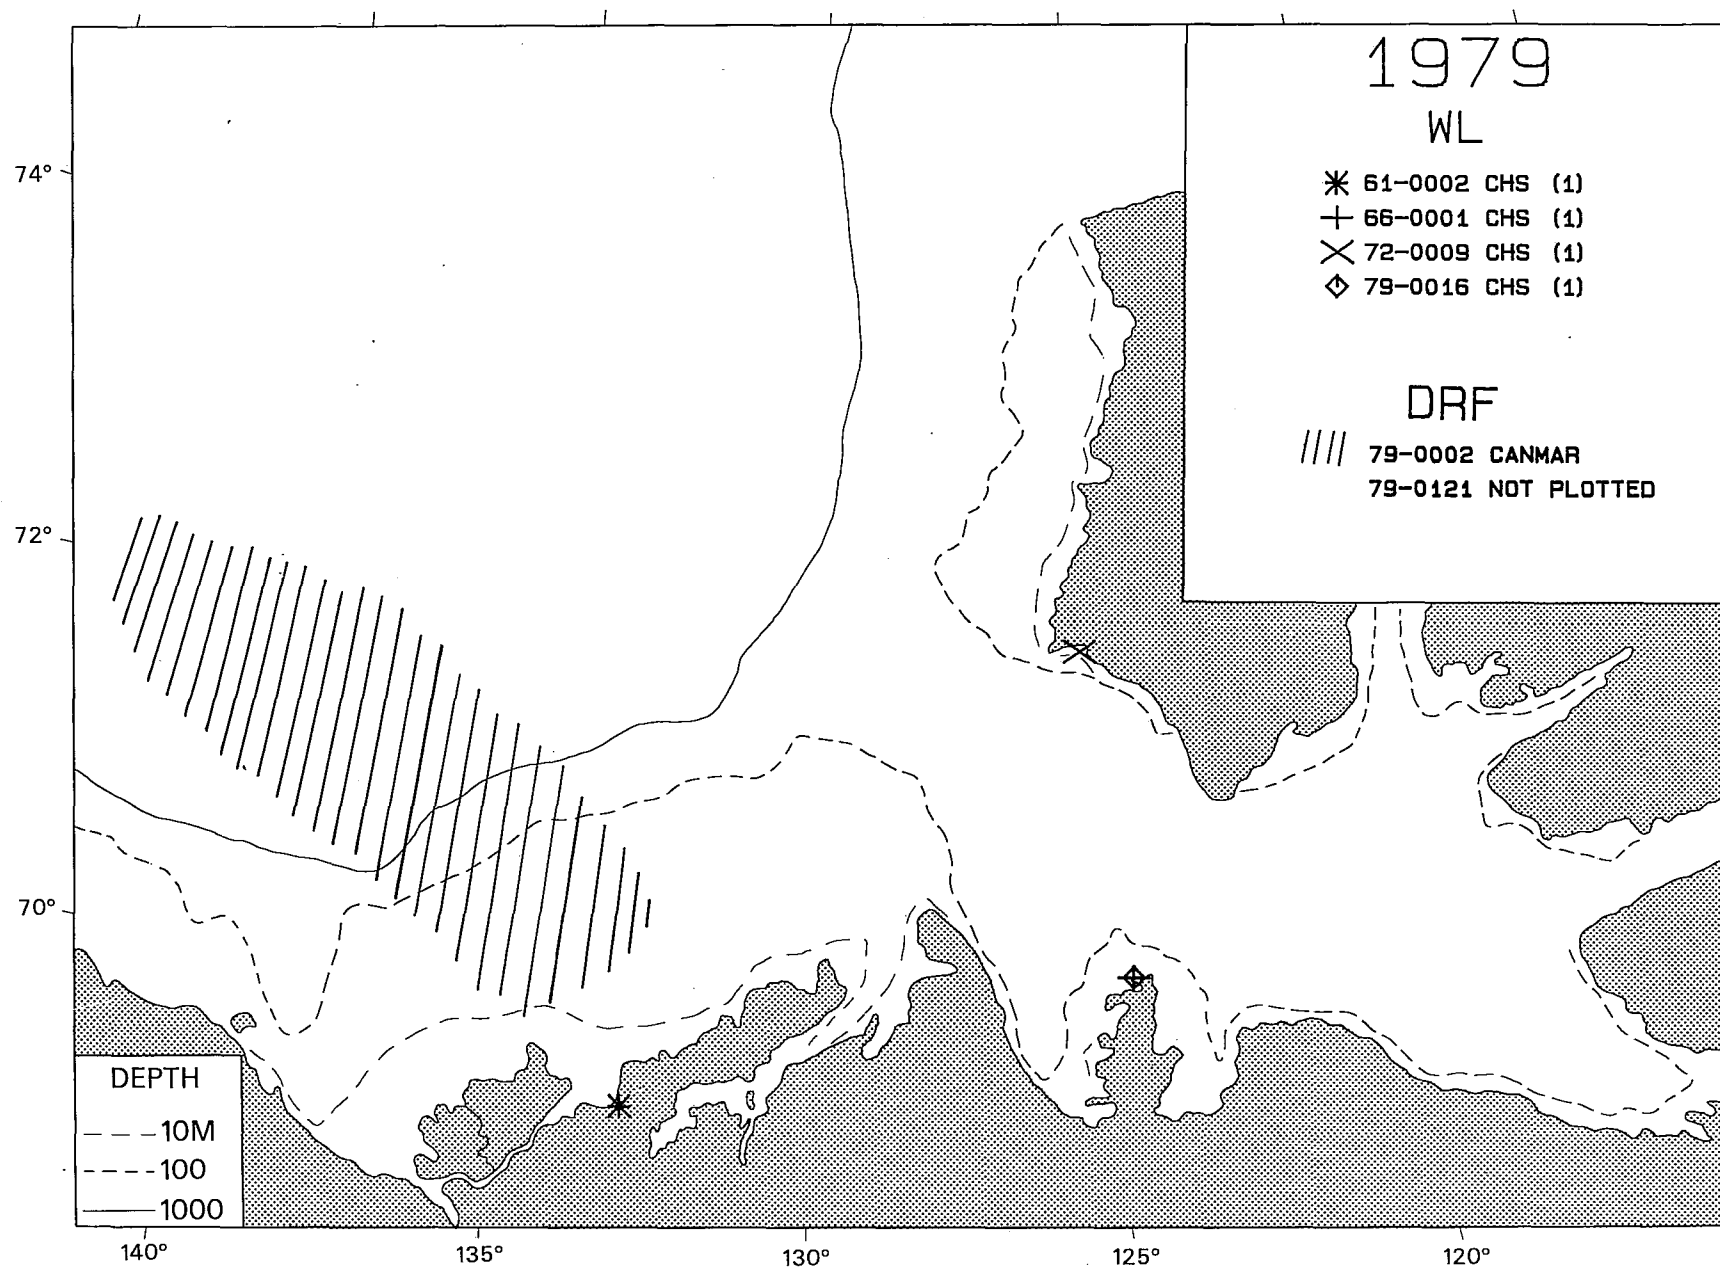 1979
WL
61-0002 CHS (1)
66-0001 CHS (1)
72-0009 CHS (1)
79-0016 CHS (1)
DRF
79-0002 CANMAR
79-0121 NOT PLOTTED
74°
72°
70°
DEPTH
10M
100
1000
140° 135° 130° 125° 120°